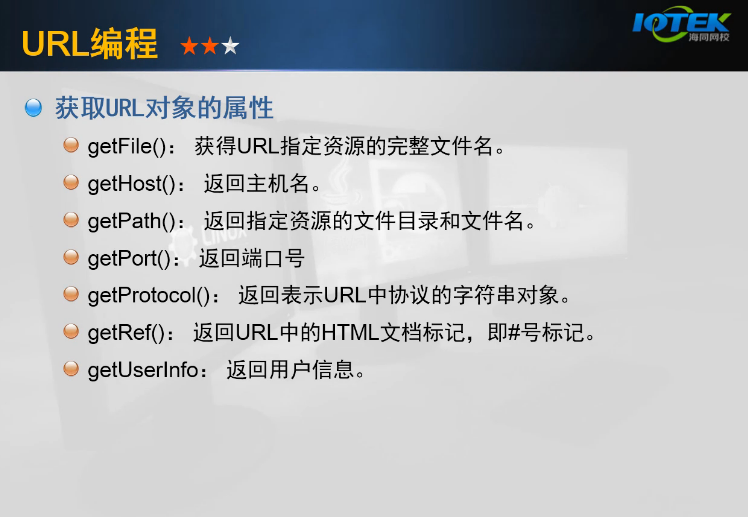 URL编程
IOTEK
海同网校
获取URL对象的属性
getFile()： 获得URL指定资源的完整文件名。
getHost()： 返回主机名。
getPath()： 返回指定资源的文件目录和文件名。
getPort()： 返回端口号
getProtocol()： 返回表示URL中协议的字符串对象。
getRef()： 返回URL中的HTML文档标记，即#号标记。
getUserInfo： 返回用户信息。
LINUX